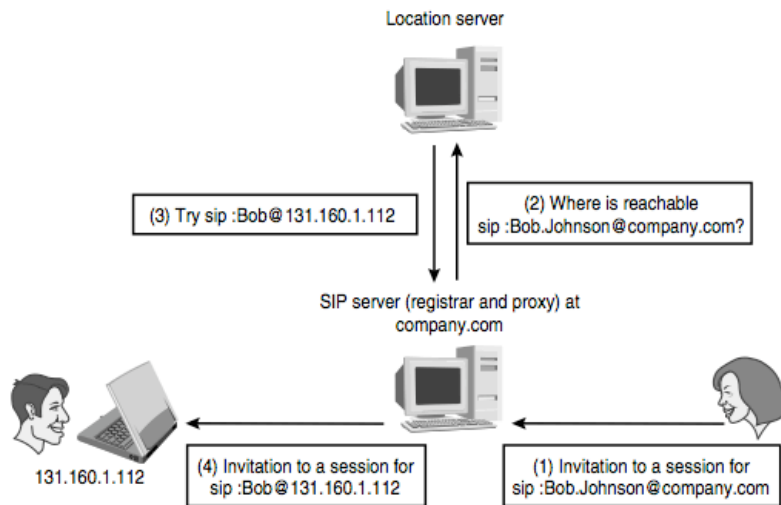 Location server
(3) Try sip :Bob@131.160.1.112
(2) Where is reachable
sip :Bob.Johnson@company.com?
SIP server (registrar and proxy) at
company.com
131.160.1.112
(4) Invitation to a session for
sip :Bob@131.160.1.112
(1) Invitation to a session for
sip :Bob.Johnson@company.com